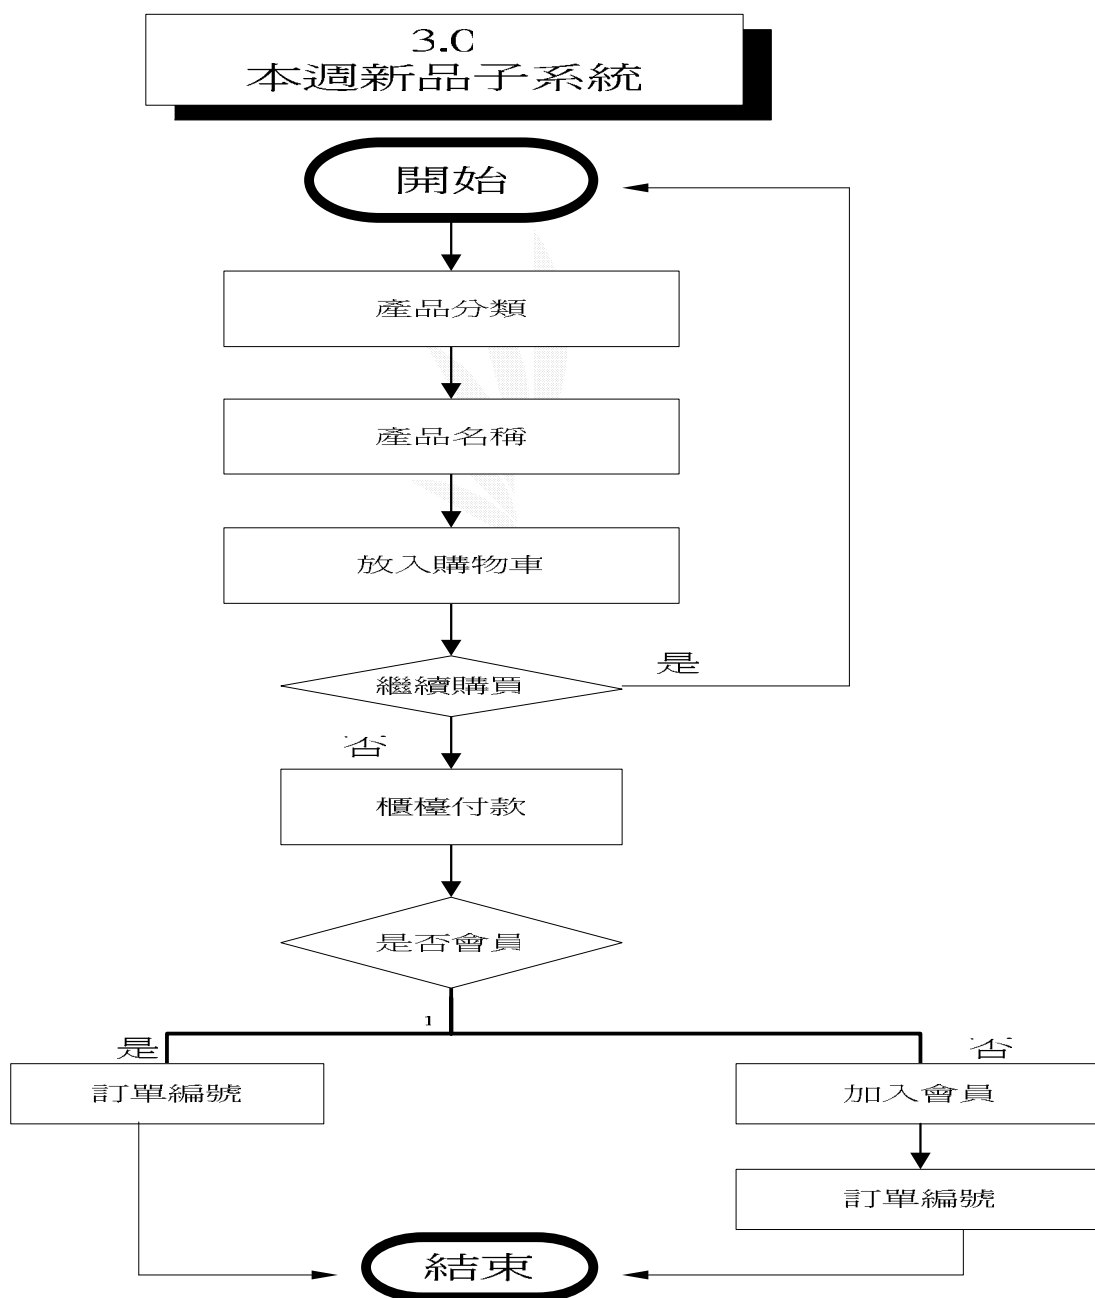 3.0
本週新品子系統
開始
產品分類
產品名稱
放入購物車
繼續購買
是
否
櫃檯付款
是否會員
1
是
否
訂單編號
加入會員
訂單編號
結束